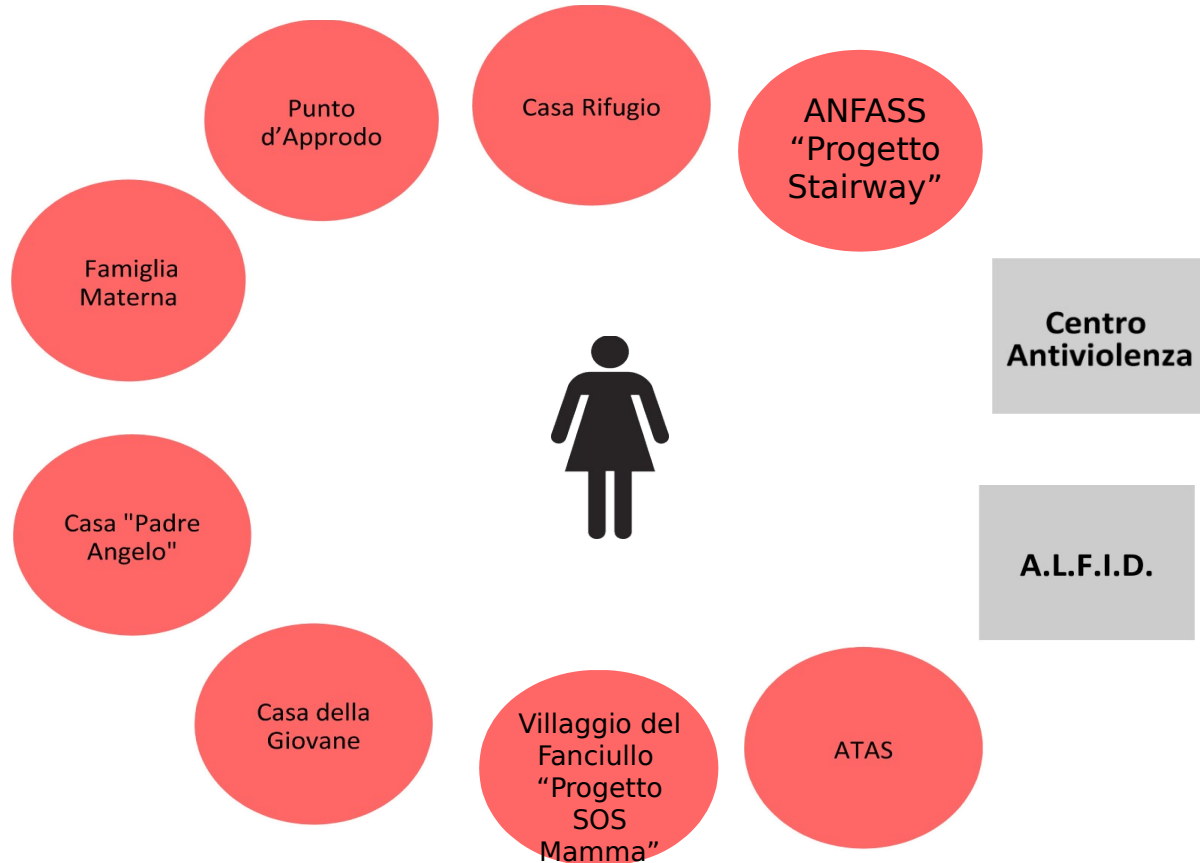 Punto
d’Approdo
Casa Rifugio
ANFASS
“Progetto
Stairway”
Famiglia
Materna
Centro
Antiviolenza
Casa "Padre
Angelo"
A.L.F.I.D.
Casa della
Giovane
Villaggio del
Fanciullo
“Progetto
SOS
Mamma”
ATAS